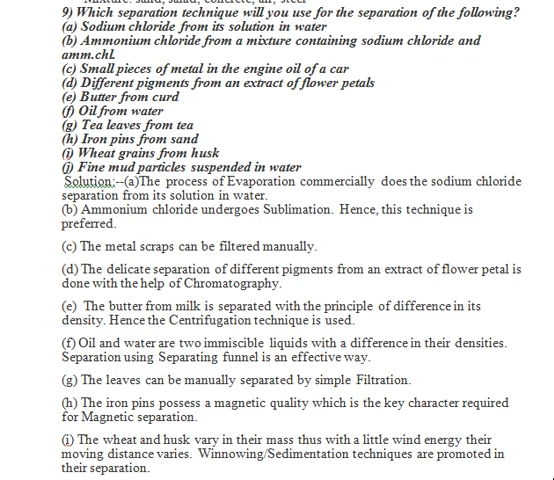 Mixture: sand, salad, concrete, air, steel
9) Which separation technique will you use for the separation of the following?
(a) Sodium chloride from its solution in water
(b) Ammonium chloride from a mixture containing sodium chloride and
amm.chl.
(c) Small pieces of metal in the engine oil of a car
(d) Different pigments from an extract of flower petals
(e) Butter from curd
(f) Oil from water
(g) Tea leaves from tea
(h) Iron pins from sand
(i) Wheat grains from husk
(j) Fine mud particles suspended in water
Solution:--(a)The process of Evaporation commercially does the sodium chloride
separation from its solution in water.
(b) Ammonium chloride undergoes Sublimation. Hence, this technique is
preferred.
(c) The metal scraps can be filtered manually.
(d) The delicate separation of different pigments from an extract of flower petal is
done with the help of Chromatography.
(e) The butter from milk is separated with the principle of difference in its
density. Hence the Centrifugation technique is used.
(f) Oil and water are two immiscible liquids with a difference in their densities.
Separation using Separating funnel is an effective way.
(g) The leaves can be manually separated by simple Filtration.
(h) The iron pins possess a magnetic quality which is the key character required
for Magnetic separation.
(i) The wheat and husk vary in their mass thus with a little wind energy their
moving distance varies. Winnowing/Sedimentation techniques are promoted in
their separation.